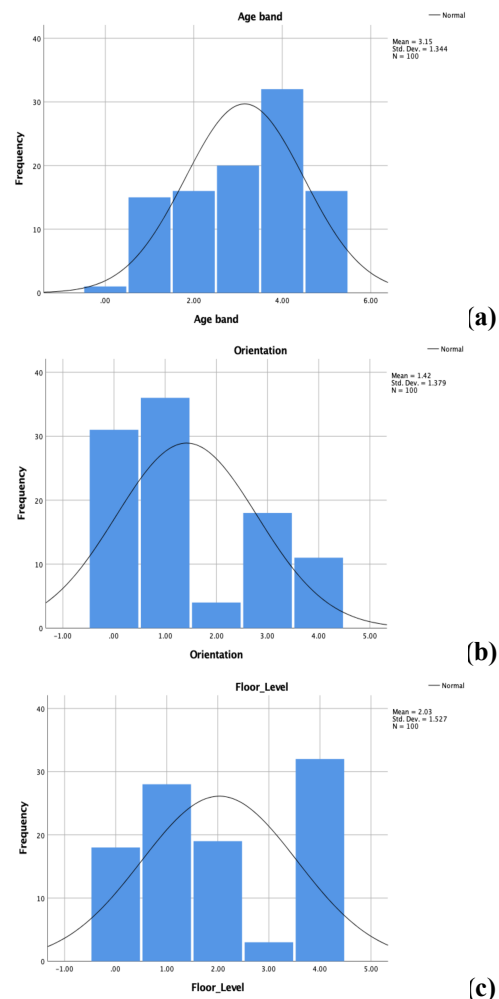 Age band
Normal
Mean = 3.15
Std. Dev. = 1.344
N = 100
40
30
20
10
0
Frequency
.00 2.00 4.00 6.00
Age band
(a)
Orientation
Normal
Mean = 1.42
Std. Dev. = 1.379
N = 100
40
30
20
10
0
Frequency
-1.00 .00 1.00 2.00 3.00 4.00 5.00
Orientation
(b)
Floor_Level
Normal
Mean = 2.03
Std. Dev. = 1.527
N = 100
40
30
20
10
0
Frequency
-1.00 .00 1.00 2.00 3.00 4.00 5.00
Floor_Level
(c)